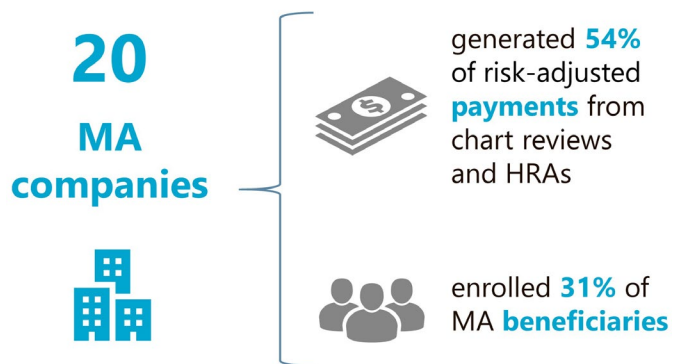 20
MA
companies
generated 54%
of risk-adjusted
payments from
chart reviews
and HRAs
enrolled 31% of
MA beneficiaries